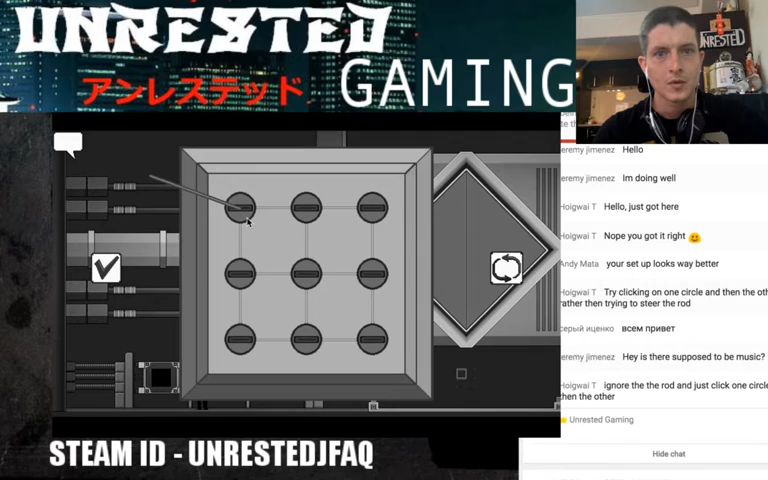 UNRESTED
アンレステッド GAMING
UNRESTED
eremy jimenez Hello
eremy jimenez Im doing well
Hoigwai T Hello, just got here
Hoigwai T Nope you got it right
Andy Mata your set up looks way better
Hoigwai T Try clicking on one circle and then the oth
rather then trying to steer the rod
серый иценко всем привет
eremy jimenez Hey is there supposed to be music?
Hoigwai T ignore the the rod and just click one circle
then the other
Unrested Gaming
Hide chat
STEAM ID - UNRESTEDJFAQ